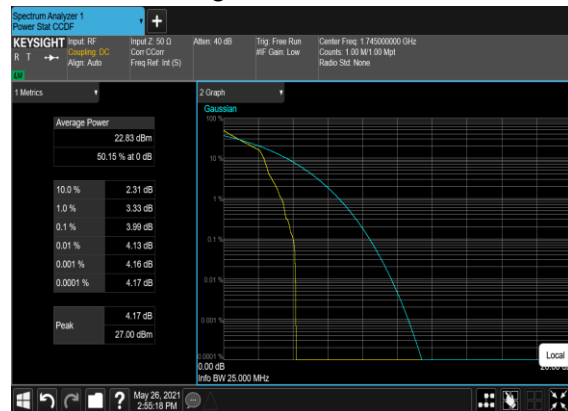 Spectrum Analyzer 1
Power Stat CCDF
KEYSIGHT
R T
LXI
Input: RF
Coupling: DC
Align: Auto
Input Z: 50 Ω
Corr CCorr
Freq Ref: Int (S)
Atten: 40 dB
Trig: Free Run
#IF Gain: Low
Center Freq: 1.745000000 GHz
Counts: 1.00 M/1.00 Mpt
Radio Std: None
1 Metrics
Average Power
22.83 dBm
50.15 % at 0 dB
10.0 % 2.31 dB
1.0 % 3.33 dB
0.1 % 3.99 dB
0.01 % 4.13 dB
0.001 % 4.16 dB
0.0001 % 4.17 dB
Peak
4.17 dB
27.00 dBm
2 Graph
Gaussian
100 %
10 %
1 %
0.1 %
0.01 %
0.001 %
0.0001 %
0.00 dB
Info BW 25.000 MHz
Local
?
May 26, 2021
2:55:18 PM